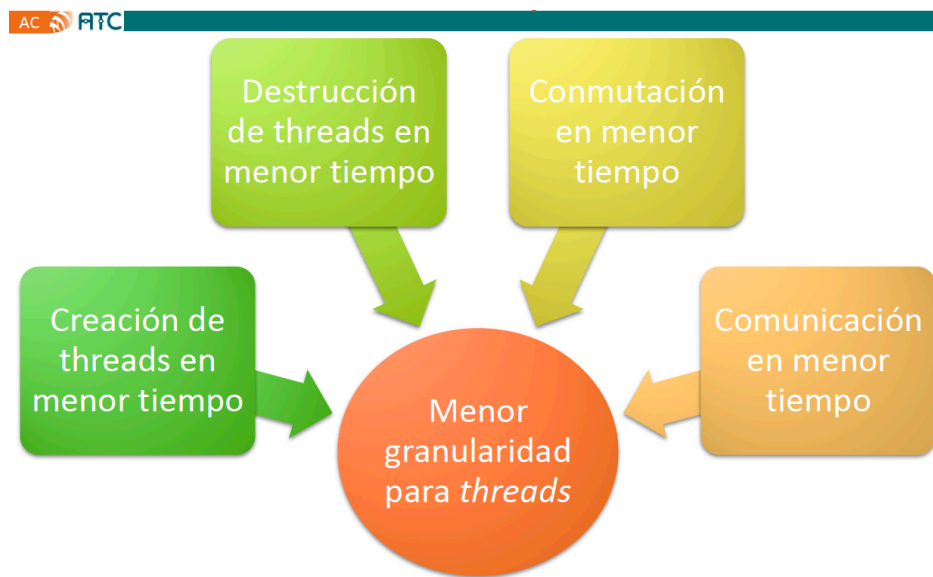 AC ATC
Destrucción
de threads en
menor tiempo
Conmutación
en menor
tiempo
Creación de
threads en
menor tiempo
Comunicación
en menor
tiempo
Menor
granularidad
para threads